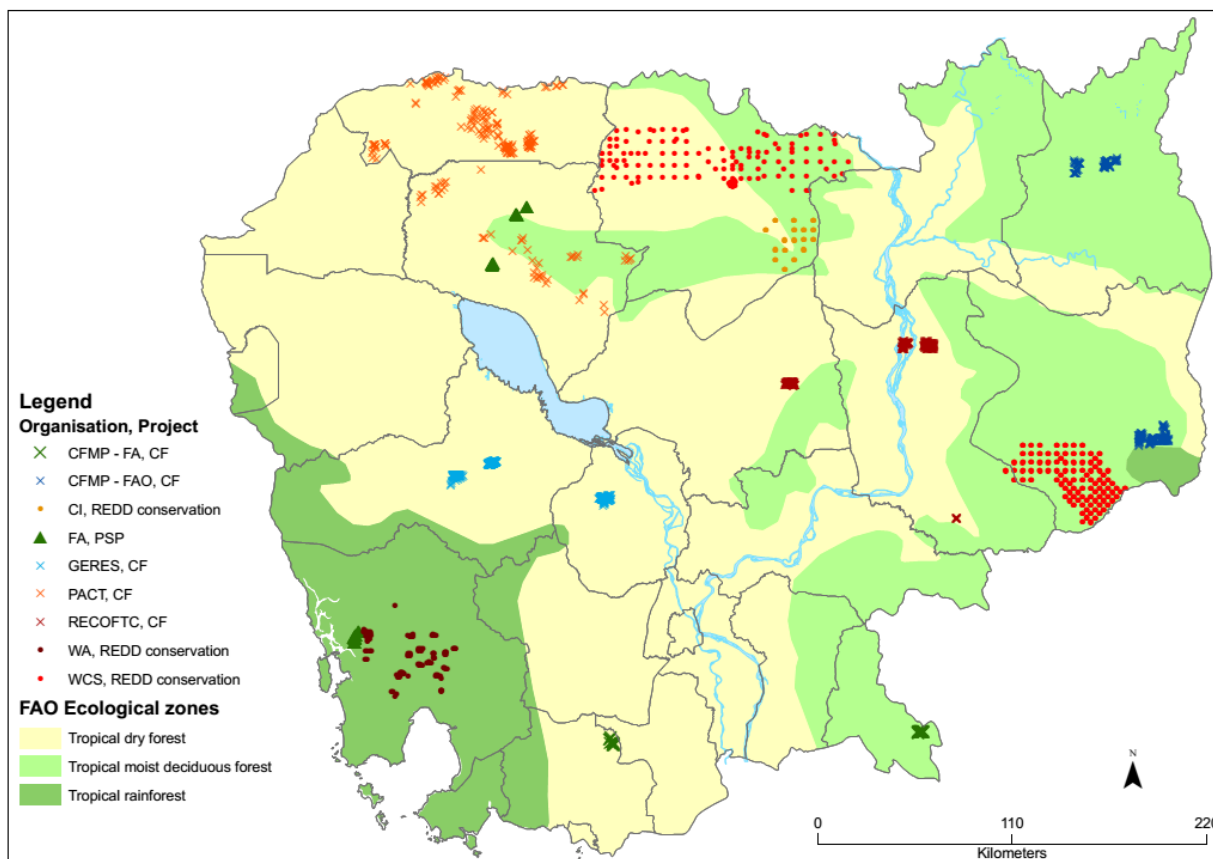 Legend
Organisation, Project
CFMP - FA, CF
CFMP - FAO, CF
CI, REDD conservation
FA, PSP
GERES, CF
PACT, CF
RECOFTC, CF
WA, REDD conservation
WCS, REDD conservation
FAO Ecological zones
Tropical dry forest
Tropical moist deciduous forest
Tropical rainforest
N
0 110 220
Kilometers